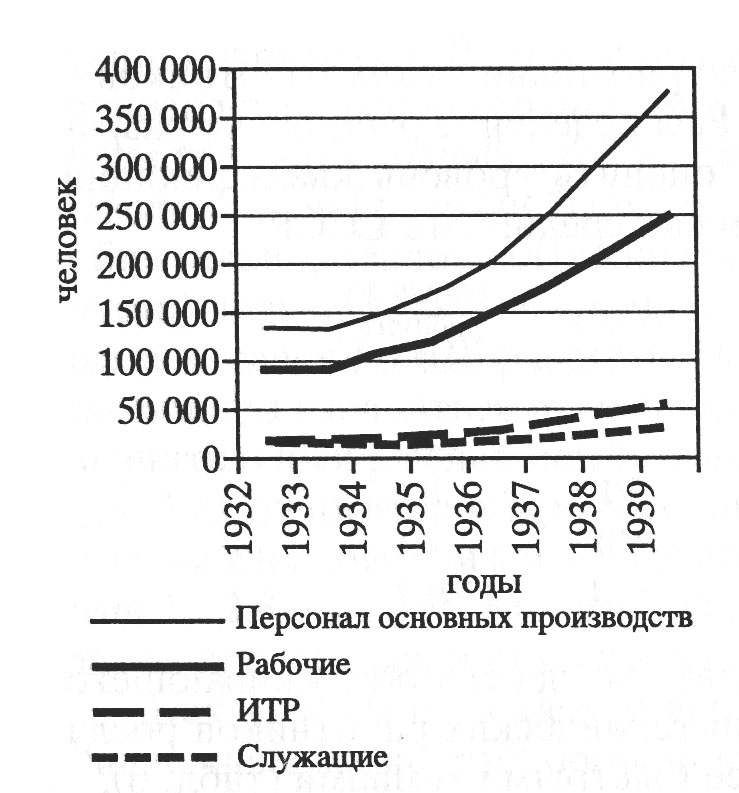 400 000
350 000
300 000
250 000
200 000
150 000
100 000
50 000
0
человек
1932
1933
1934
1935
1936
1937
1938
1939
годы
Персонал основных производств
Рабочие
ИТР
Служащие